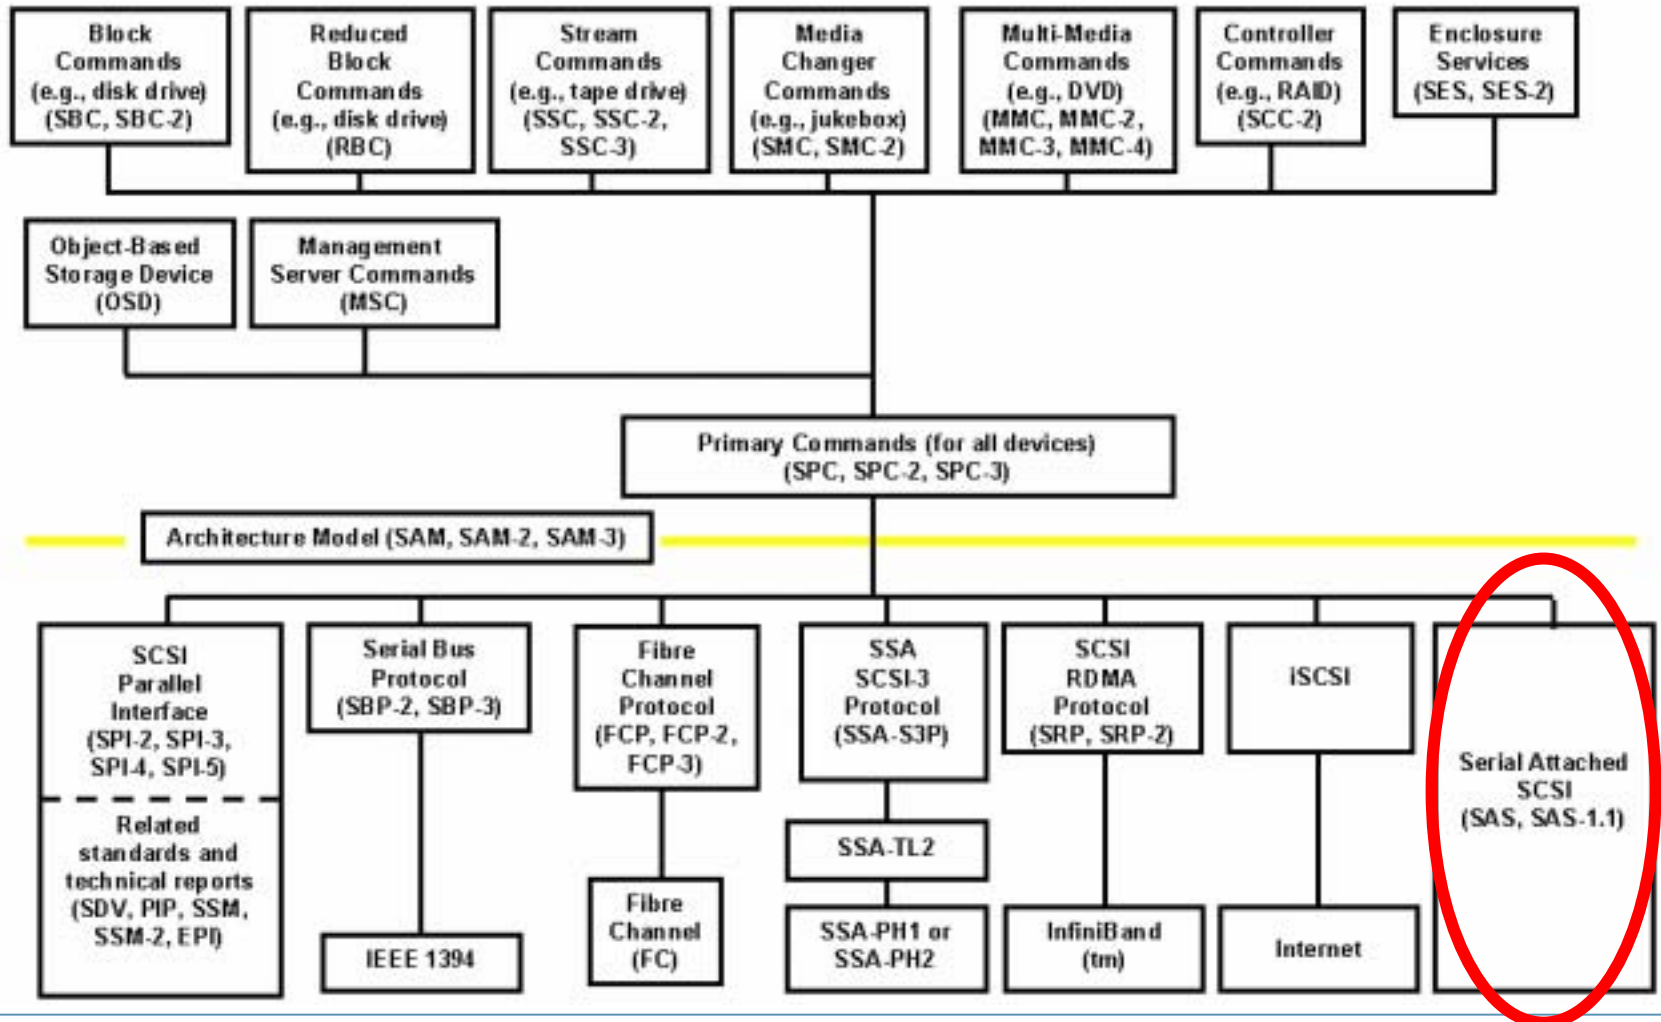 Block
Commands
(e.g., disk drive)
(SBC, SBC-2)
Reduced
Block
Commands
(e.g., disk drive)
(RBC)
Stream
Commands
(e.g., tape drive)
(SSC, SSC-2,
SSC-3)
Media
Changer
Commands
(e.g., jukebox)
(SMC, SMC-2)
Multi-Media
Commands
(e.g., DVD)
(MMC, MMC-2,
MMC-3, MMC-4)
Controller
Commands
(e.g., RAID)
(SCC-2)
Enclosure
Services
(SES, SES-2)
Object-Based
Storage Device
(OSD)
Management
Server Commands
(MSC)
Primary Commands (for all devices)
(SPC, SPC-2, SPC-3)
Architecture Model (SAM, SAM-2, SAM-3)
SCSI
Parallel
Interface
(SPI-2, SPI-3,
SPI-4, SPI-5)
Related
standards and
technical reports
(SDV, PIP, SSM,
SSM-2, EPI)
Serial Bus
Protocol
(SBP-2, SBP-3)
IEEE 1394
Fibre
Channel
Protocol
(FCP, FCP-2,
FCP-3)
Fibre
Channel
(FC)
SSA
SCSI-3
Protocol
(SSA-S3P)
SSA-TL2
SSA-PH1 or
SSA-PH2
SCSI
RDMA
Protocol
(SRP, SRP-2)
InfiniBand
(tm)
iSCSI
Internet
Serial Attached
SCSI
(SAS, SAS-1.1)